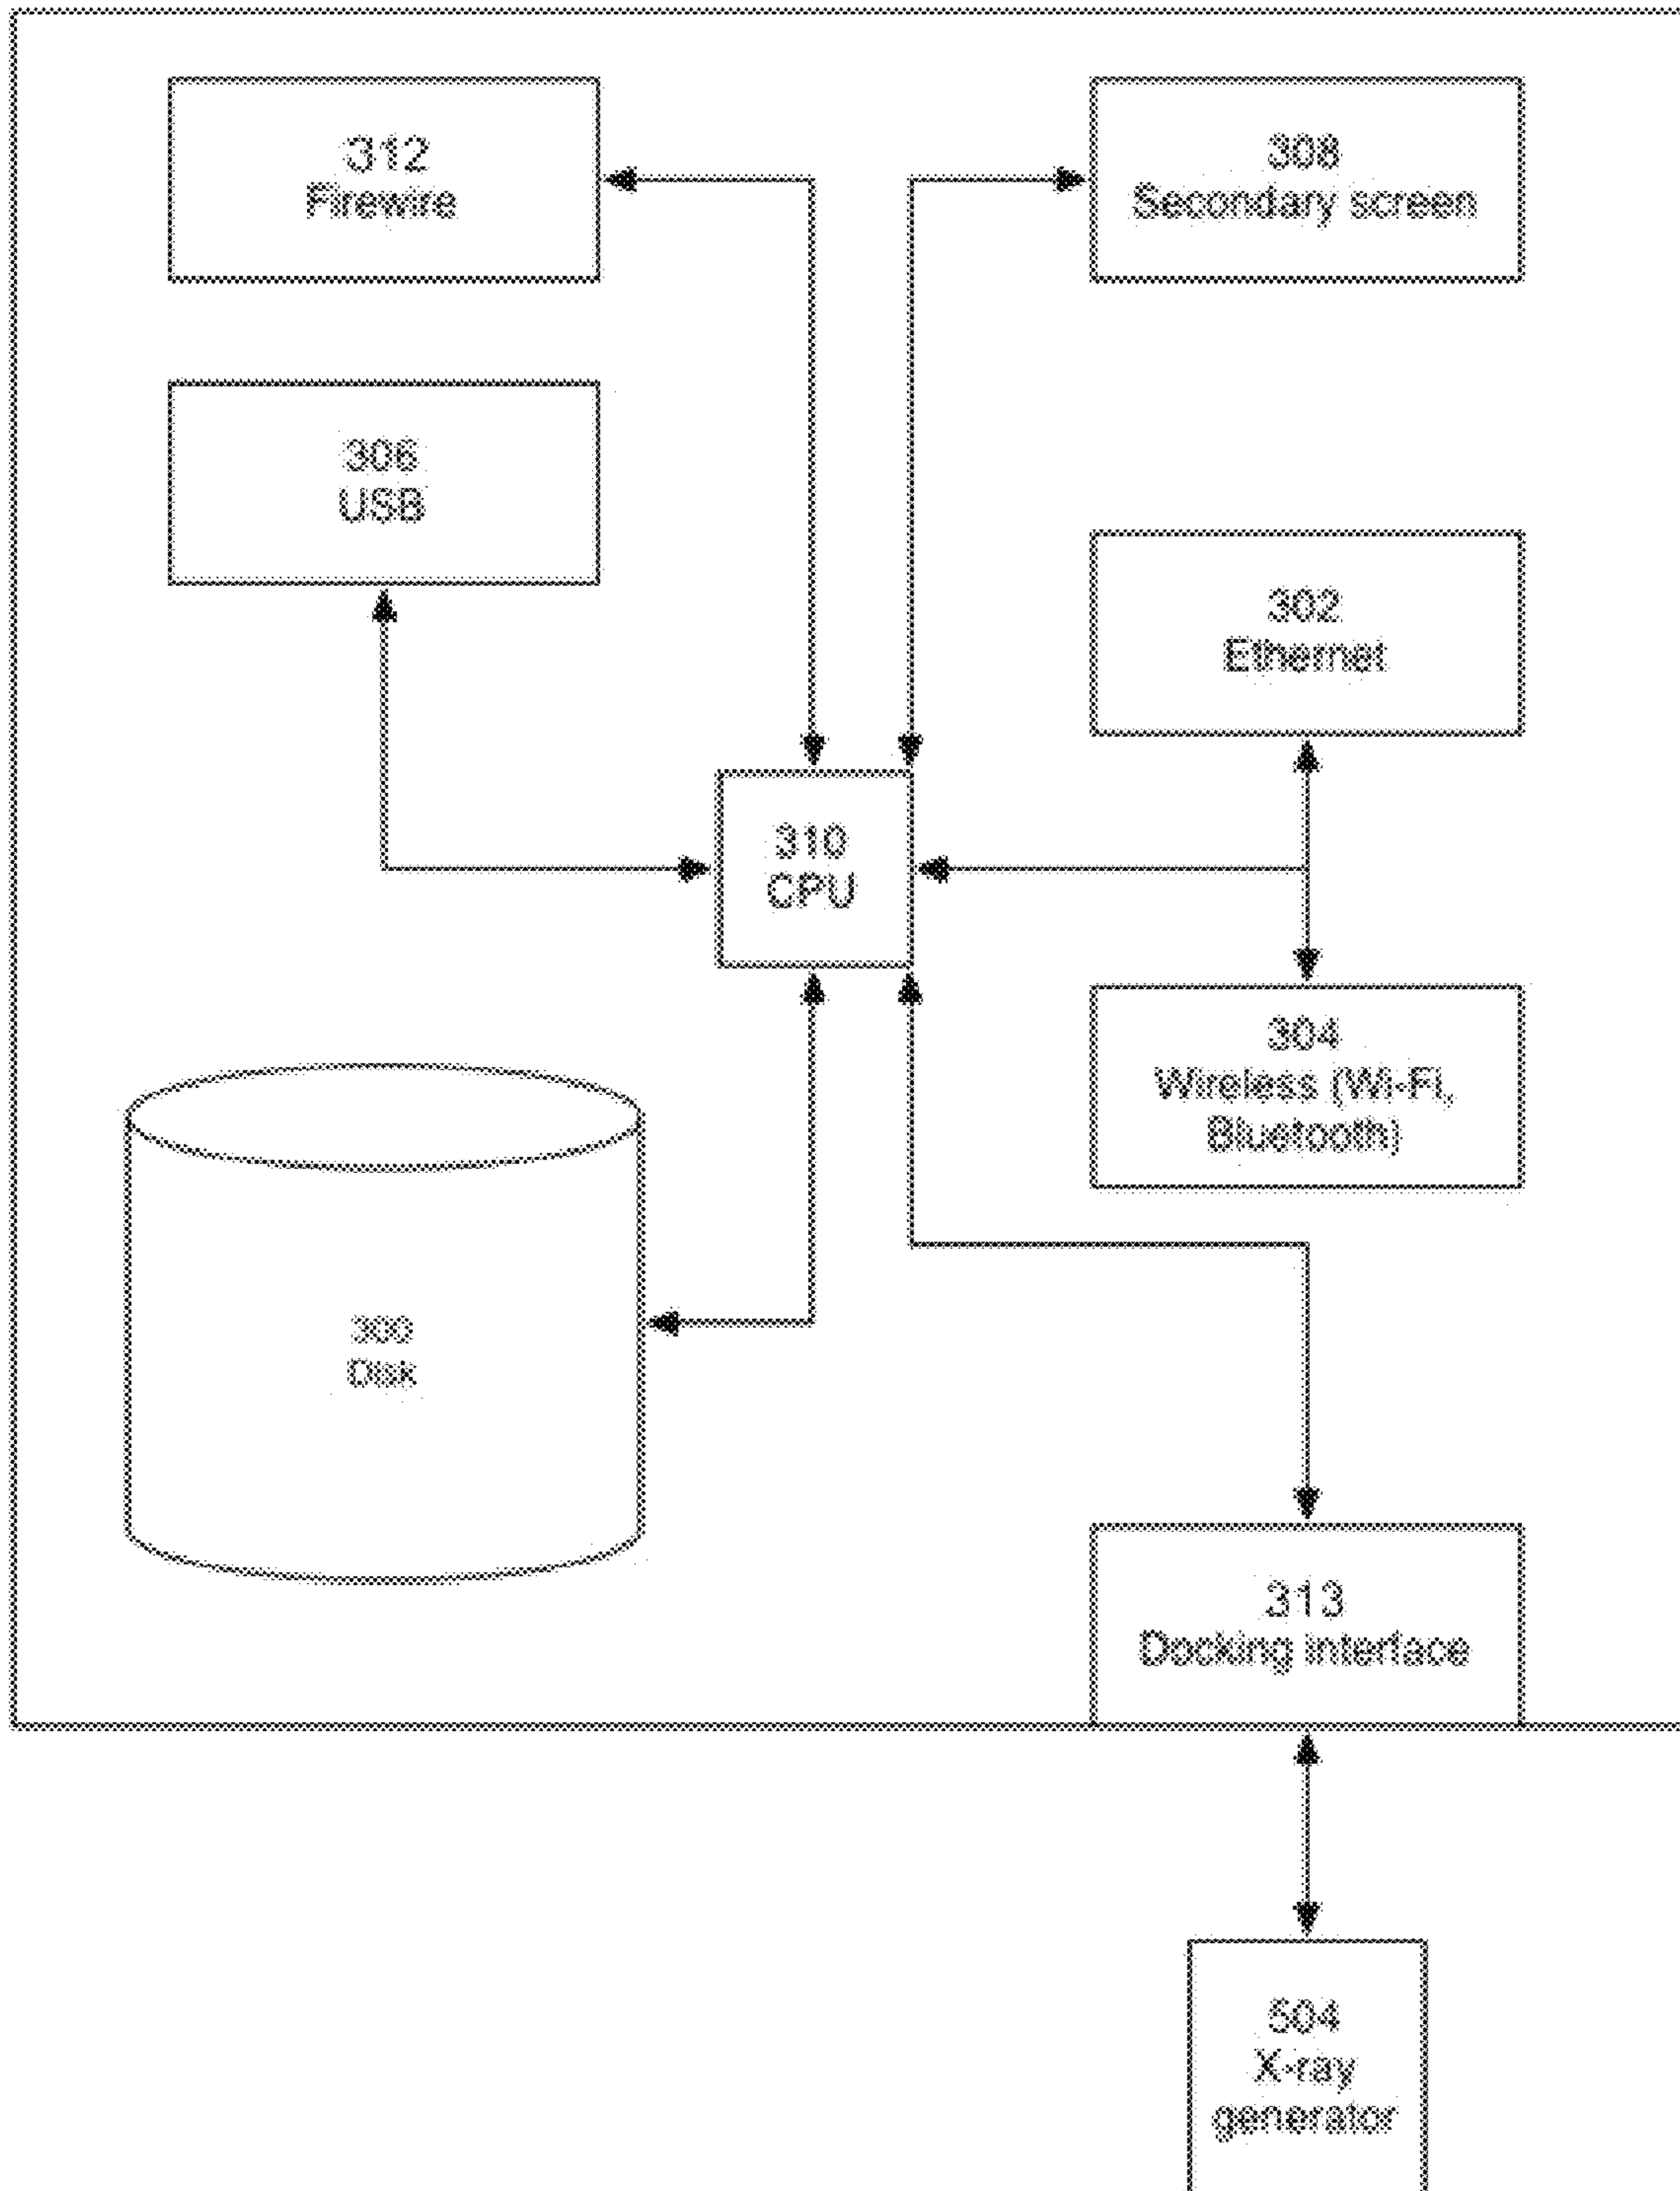 312
Firewire
308
Secondary screen
306
USB
302
Ethernet
310
CPU
304
Wireless (Wi-Fi,
Bluetooth)
300
Disk
313
Docking interface
504
X-ray
generator